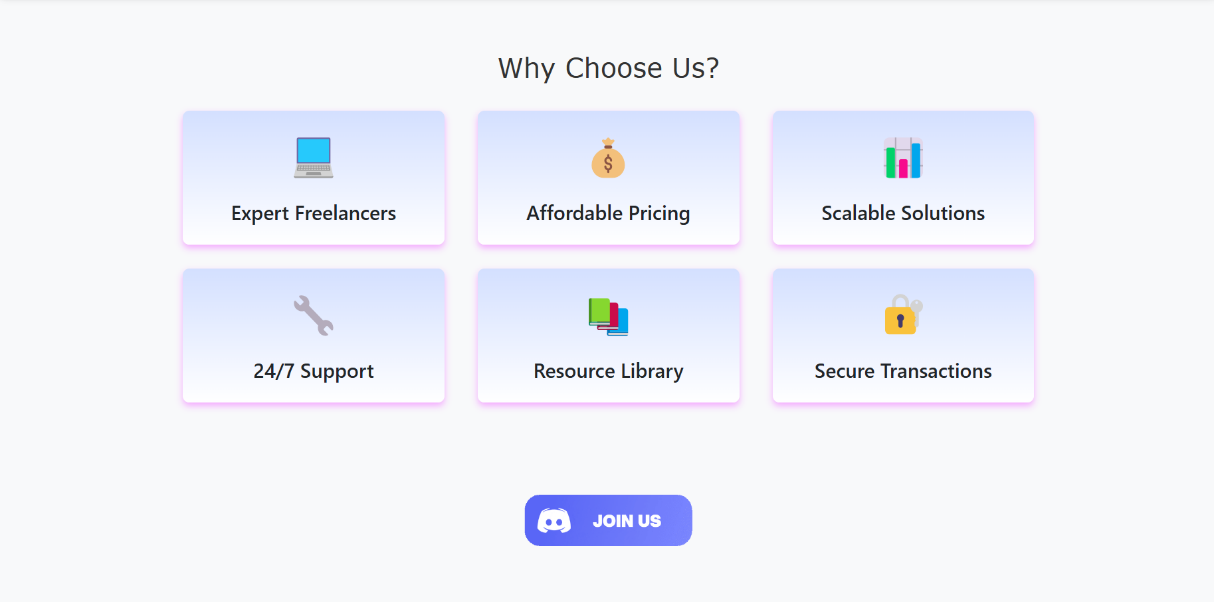 Why Choose Us?
$
Expert Freelancers
Affordable Pricing
Scalable Solutions
24/7 Support
Resource Library
Secure Transactions
JOIN US